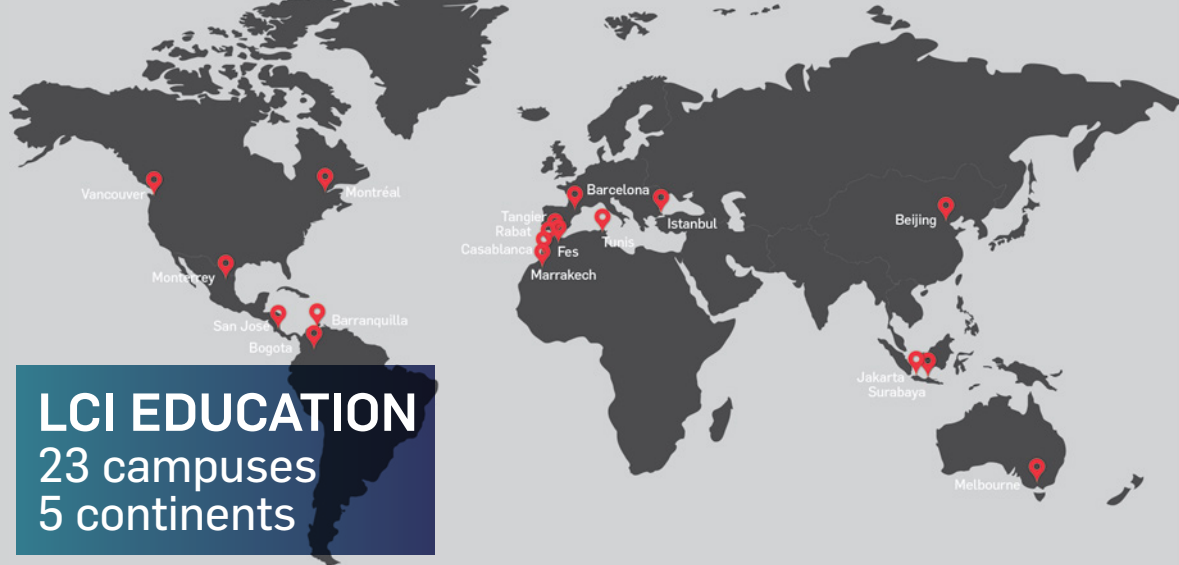 Vancouver
Montréal
Monterrey
San José
Barranquilla
Bogota
Barcelona
Tangier
Istanbul
Rabat
Tunis
Casablanca
Fes
Marrakech
Beijing
Jakarta
Surabaya
Melbourne
LCI EDUCATION
23 campuses
5 continents